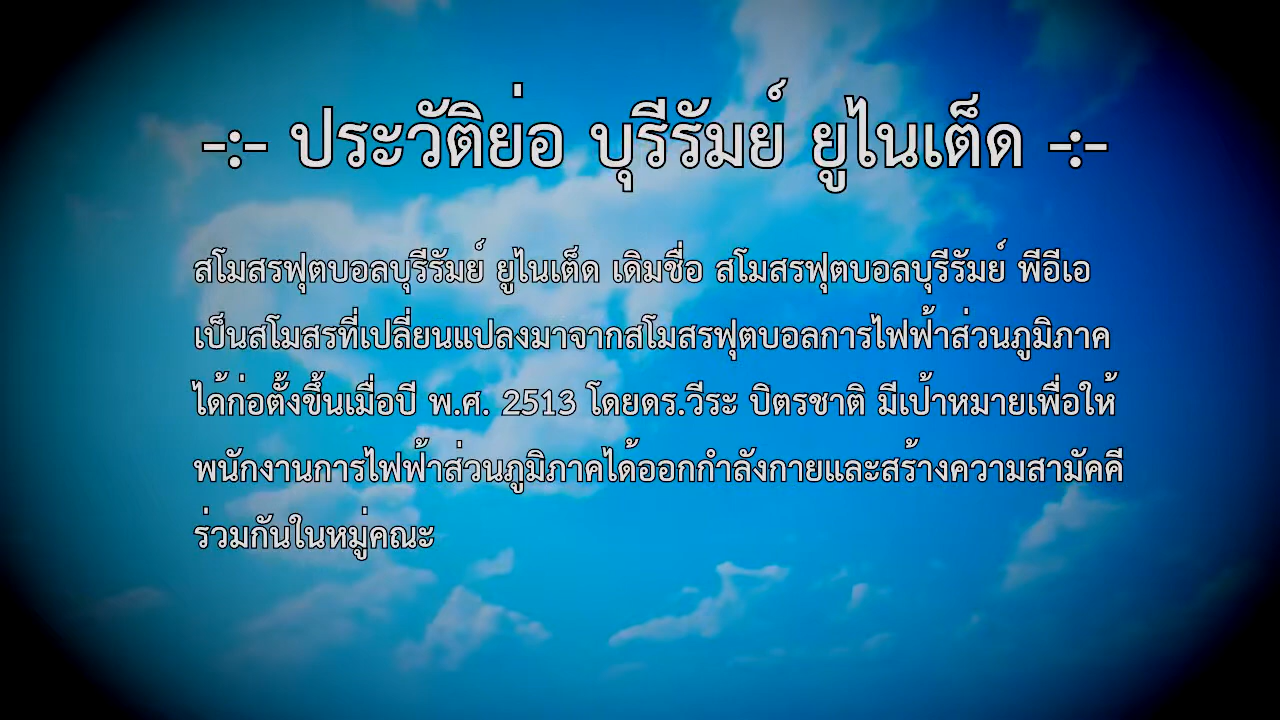 -:- ประวัติย่อ บุรีรัมย์ ยูไนเต็ด -:-
สโมสรฟุตบอลบุรีรัมย์ ยูไนเต็ด เดิมชื่อ สโมสรฟุตบอลบุรีรัมย์ พีอีเอ
เป็นสโมสรที่เปลี่ยนแปลงมาจากสโมสรฟุตบอลการไฟฟ้าส่วนภูมิภาค
ได้ก่อตั้งขึ้นเมื่อปี พ.ศ. 2513 โดยดร.วีระ ปิตรชาติ มีเป้าหมายเพื่อให้
พนักงานการไฟฟ้าส่วนภูมิภาคได้ออกกำลังกายและสร้างความสามัคคี
ร่วมกันในหมู่คณะ